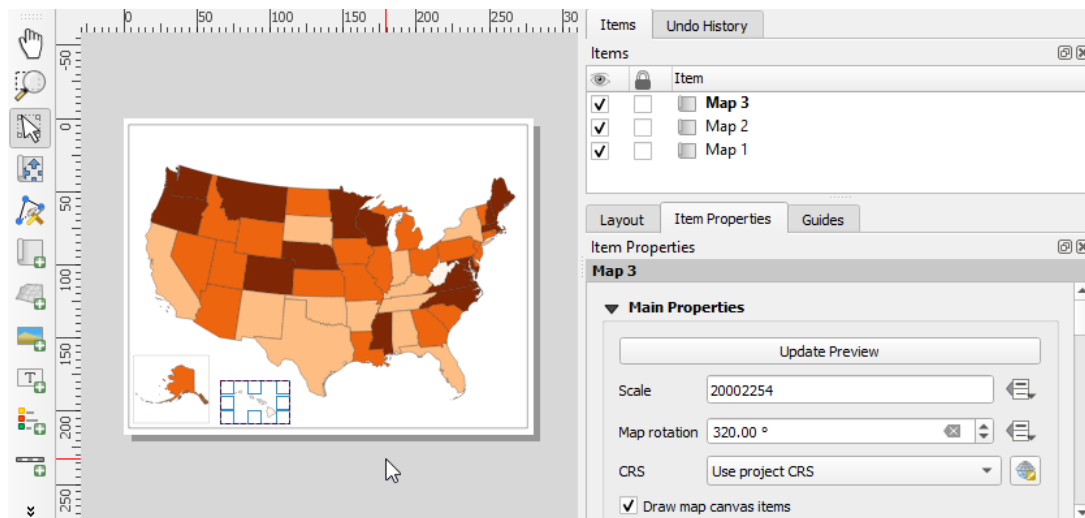 0 50 100 150 200 250 30
-50
0
50
100
150
200
250
T
Items Undo History
Items
Item
Map 3
Map 2
Map 1
Layout Item Properties Guides
Item Properties
Map 3
Main Properties
Update Preview
Scale 20002254
Map rotation 320.00 °
CRS Use project CRS
Draw map canvas items